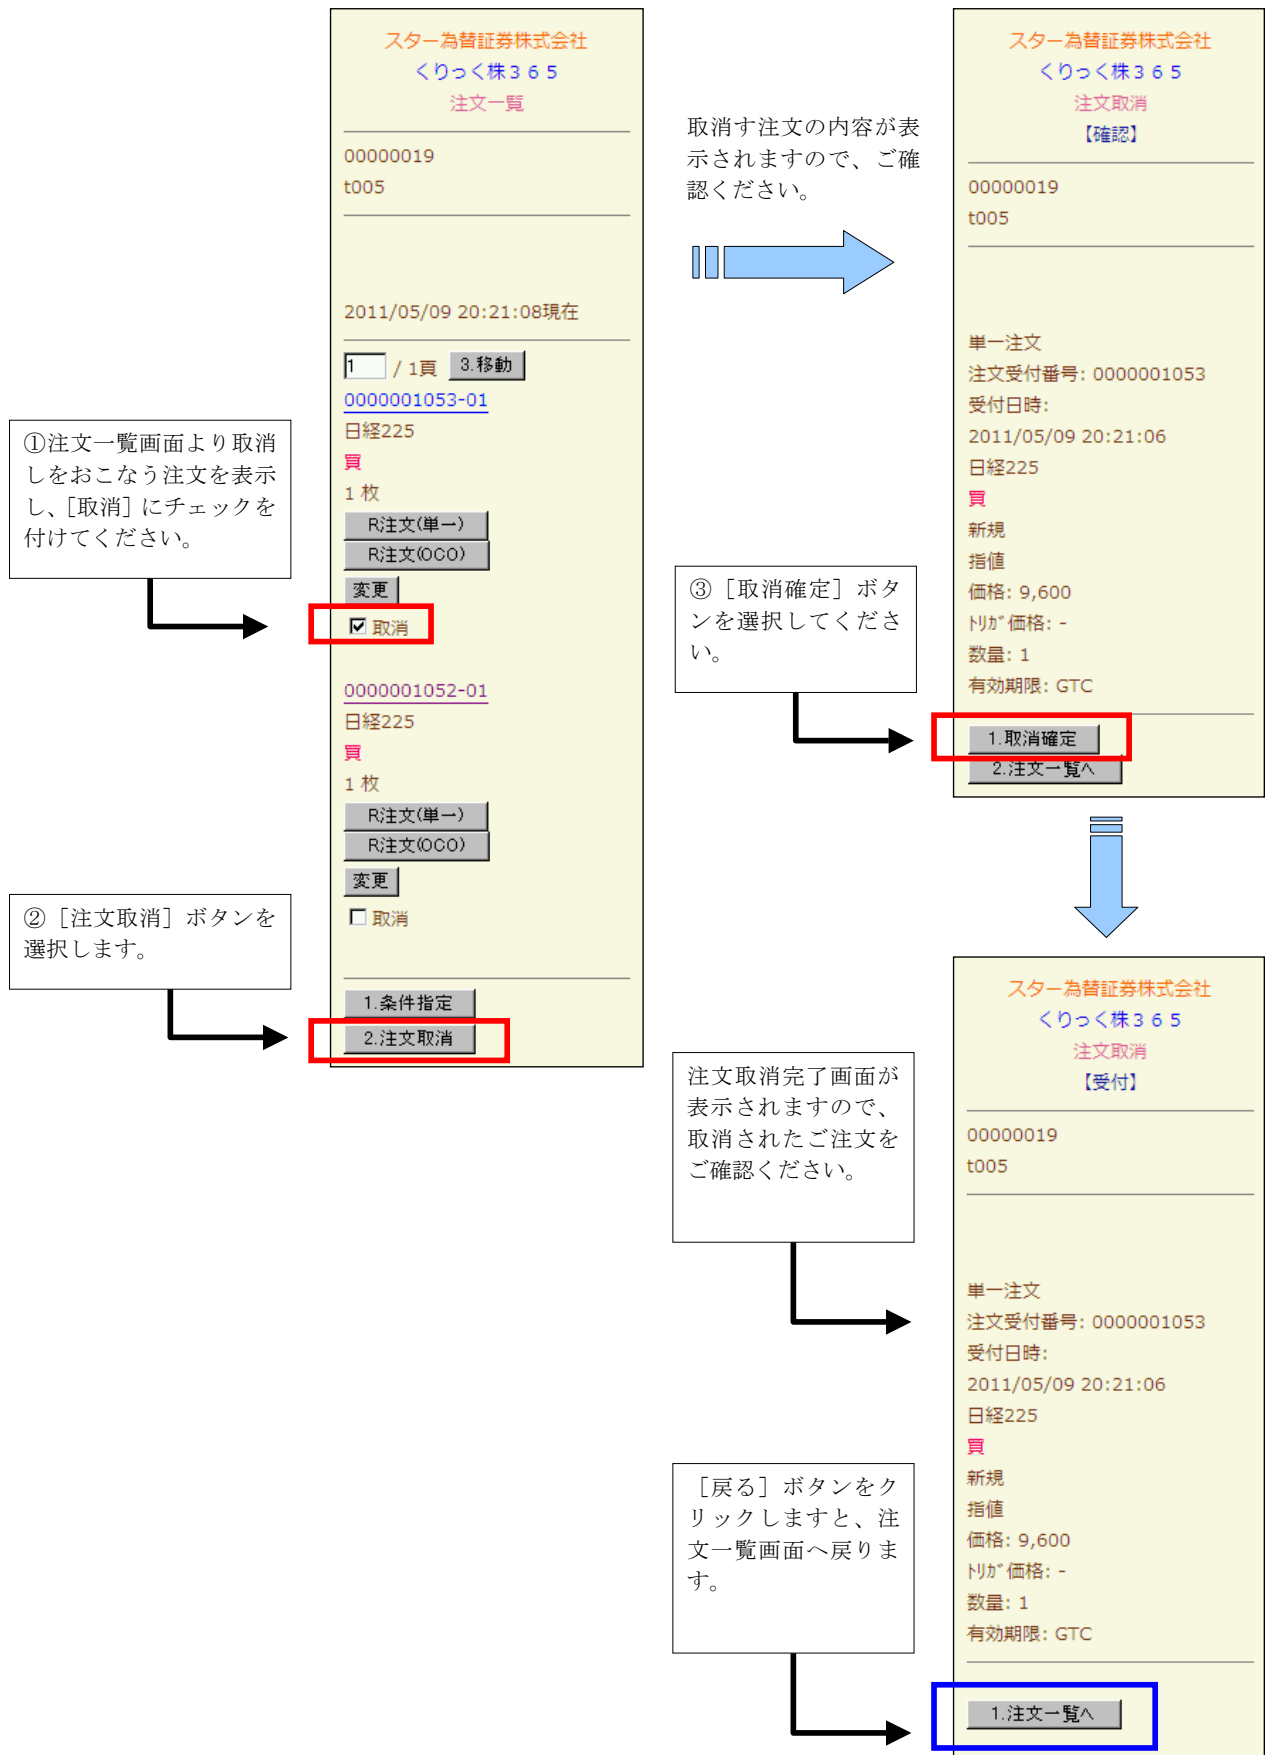 スター為替証券株式会社
くりっく株３６５
注文一覧
00000019
t005
2011/05/09 20:21:08現在
1 / 1頁 3.移動
0000001053-01
日経225
買
1 枚
R注文(単一)
R注文(OCO)
変更
取消
0000001052-01
日経225
買
1 枚
R注文(単一)
R注文(OCO)
変更
取消
1.条件指定
2.注文取消
①注文一覧画面より取消
しをおこなう注文を表示
し、［取消］にチェックを
付けてください。
②［注文取消］ボタンを
選択します。
取消す注文の内容が表
示されますので、ご確
認ください。
スター為替証券株式会社
くりっく株３６５
注文取消
【確認】
00000019
t005
単一注文
注文受付番号: 0000001053
受付日時:
2011/05/09 20:21:06
日経225
買
新規
指値
価格: 9,600
ﾄﾘｶﾞ価格: -
数量: 1
有効期限: GTC
1.取消確定
2.注文一覧へ
③［取消確定］ボタ
ンを選択してくださ
い。
スター為替証券株式会社
くりっく株３６５
注文取消
【受付】
00000019
t005
単一注文
注文受付番号: 0000001053
受付日時:
2011/05/09 20:21:06
日経225
買
新規
指値
価格: 9,600
ﾄﾘｶﾞ価格: -
数量: 1
有効期限: GTC
1.注文一覧へ
注文取消完了画面が
表示されますので、
取消されたご注文を
ご確認ください。
［戻る］ボタンをク
リックしますと、注
文一覧画面へ戻りま
す。